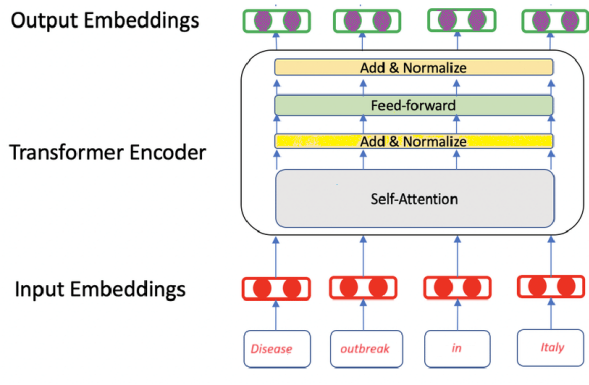 Output Embeddings
Add & Normalize
Feed-forward
Add & Normalize
Transformer Encoder
Self-Attention
Input Embeddings
Disease outbreak in Italy